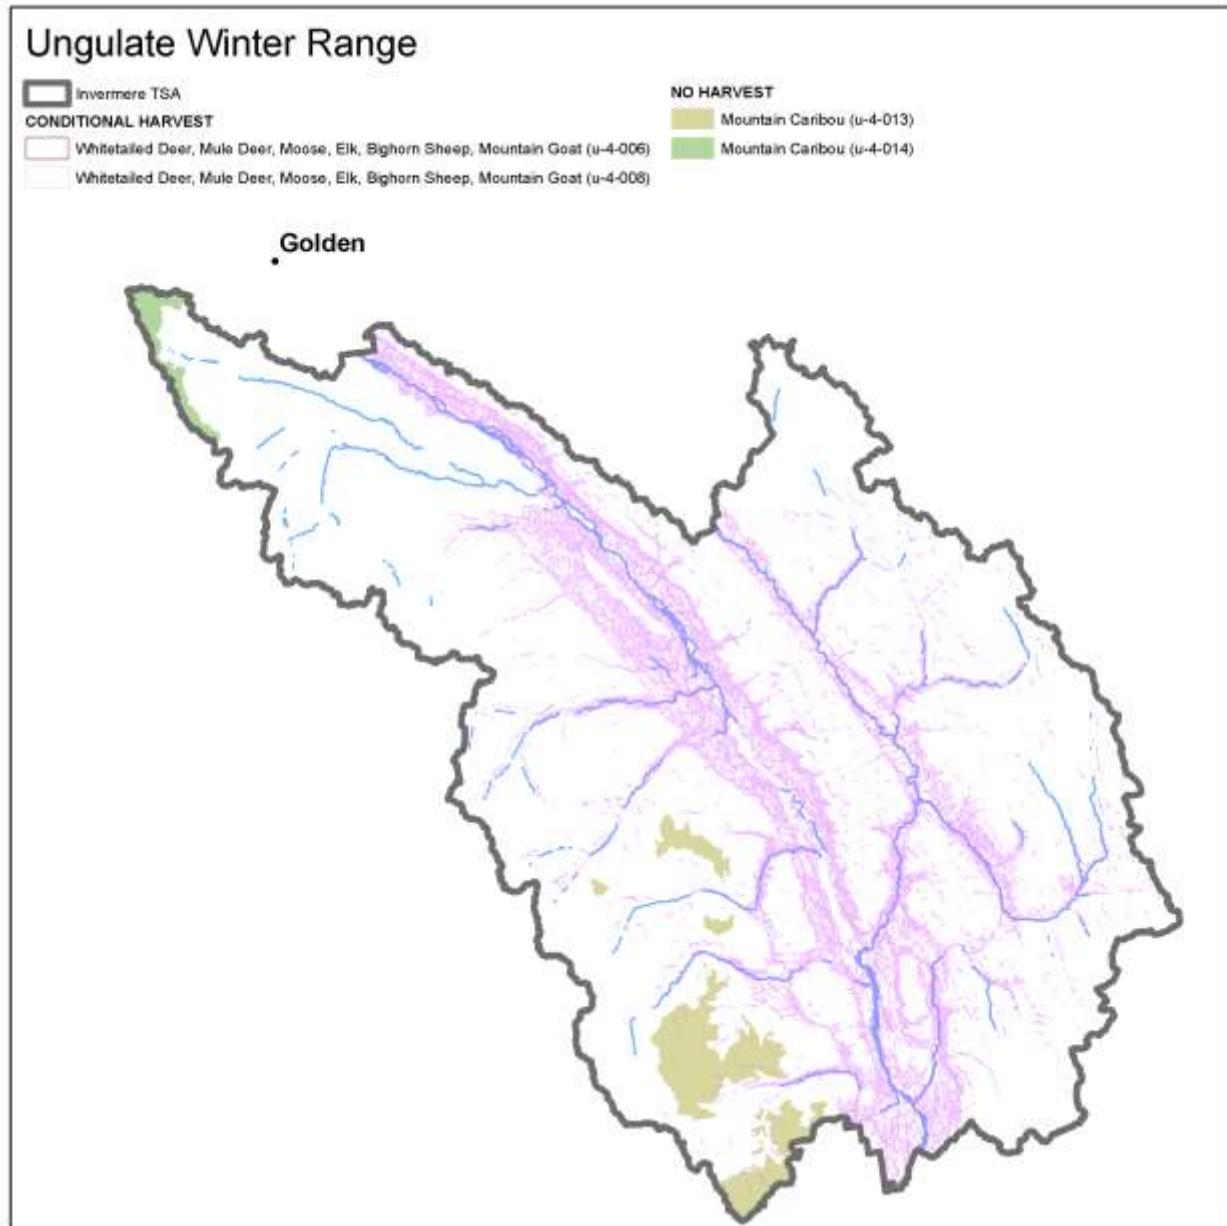 Ungulate Winter Range
Invermere TSA
CONDITIONAL HARVEST
Whitetailed Deer, Mule Deer, Moose, Elk, Bighorn Sheep, Mountain Goat (u-4-006)
Whitetailed Deer, Mule Deer, Moose, Elk, Bighorn Sheep, Mountain Goat (u-4-008)
NO HARVEST
Mountain Caribou (u-4-013)
Mountain Caribou (u-4-014)
Golden